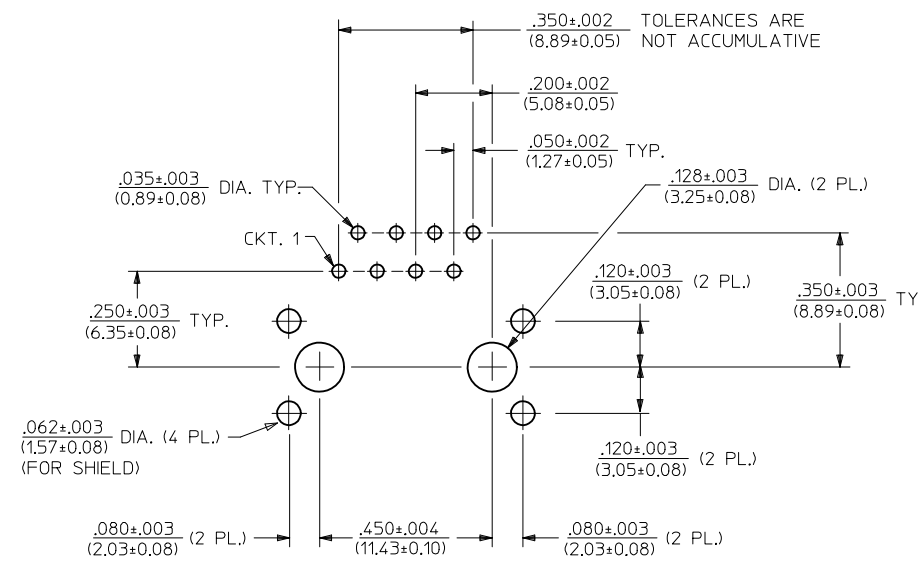 .350±.002 TOLERANCES ARE
(8.89±0.05) NOT ACCUMULATIVE
.200±.002
(5.08±0.05)
.050±.002 TYP.
(1.27±0.05)
.035±.003 DIA. TYP.
(0.89±0.08)
.128±.003 DIA. (2 PL.)
(3.25±0.08)
CKT. 1
.120±.003 (2 PL.)
(3.05±0.08)
.350±.003 TY
(8.89±0.08)
.250±.003 TYP.
(6.35±0.08)
.062±.003 DIA. (4 PL.)
(1.57±0.08)
(FOR SHIELD)
.120±.003 (2 PL.)
(3.05±0.08)
.080±.003 (2 PL.)
(2.03±0.08)
.450±.004
(11.43±0.10)
.080±.003 (2 PL.)
(2.03±0.08)